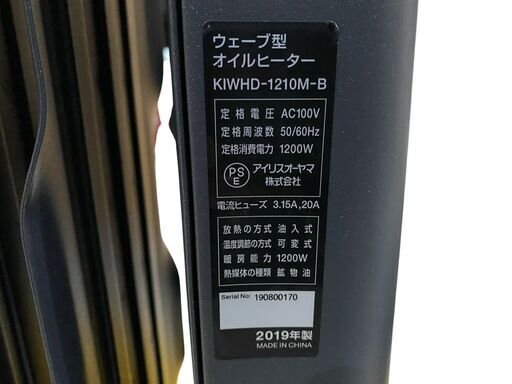 ウェーブ型
オイルヒーター
KIWHD-1210M-B
定格電圧 AC100V
定格周波数 50/60Hz
定格消費電力 1200W
PS
E
アイリスオーヤマ
株式会社
電流ヒューズ 3.15A,20A
放熱の方式 油入式
温度調節の方式 可変式
暖房能力 1200W
熱媒体の種類 鉱物油
Serial No: 190800170
2019年製
MADE IN CHINA